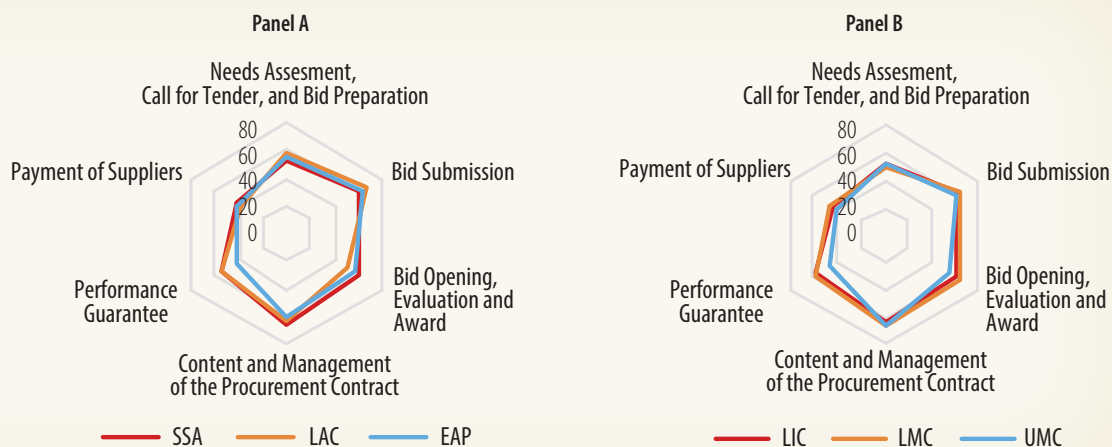 Panel A
Needs Assesment,
Call for Tender, and Bid Preparation
80
60
40
20
0
Payment of Suppliers
Bid Submission
Performance
Guarantee
Bid Opening,
Evaluation and
Award
Content and Management
of the Procurement Contract
SSA LAC EAP
Panel B
Needs Assesment,
Call for Tender, and Bid Preparation
80
60
40
20
0
Payment of Suppliers
Bid Submission
Performance
Guarantee
Bid Opening,
Evaluation and
Award
Content and Management
of the Procurement Contract
LIC LMC UMC